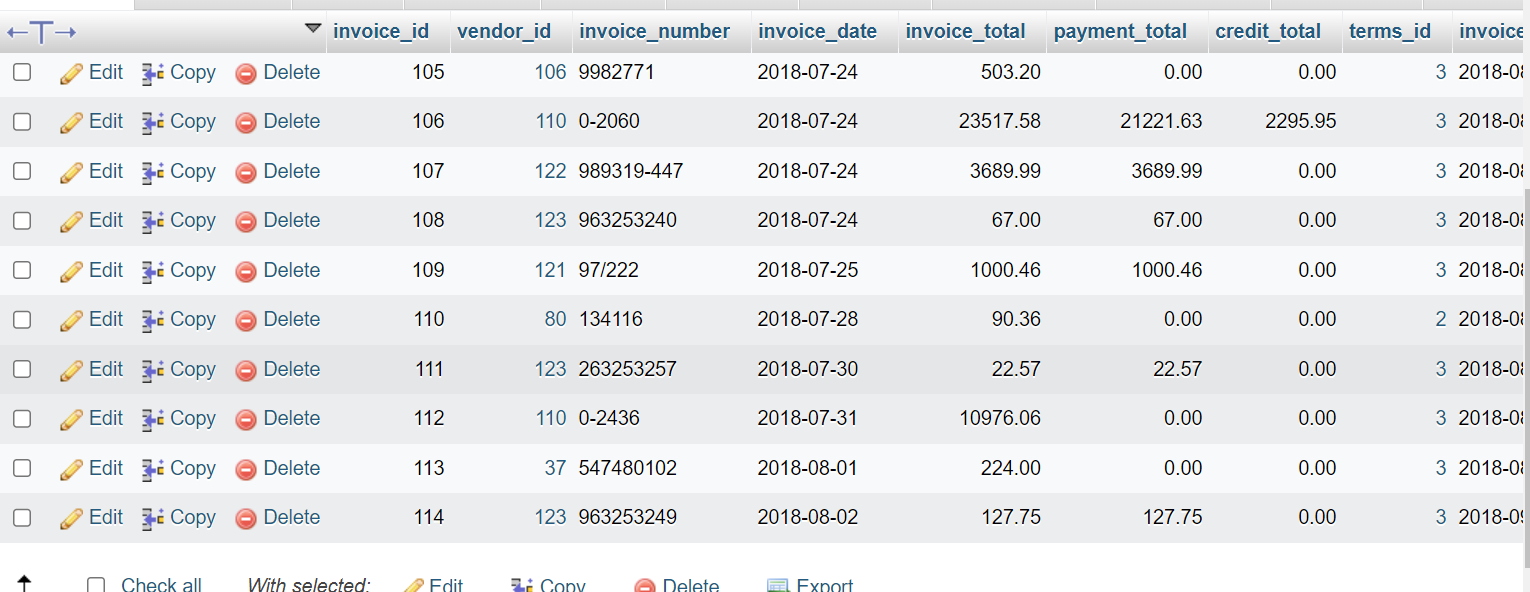 invoice_id vendor_id invoice_number invoice_date invoice_total payment_total credit_total terms_id invoice
Edit Copy Delete 105 106 9982771 2018-07-24 503.20 0.00 0.00 3 2018-08
Edit Copy Delete 106 110 0-2060 2018-07-24 23517.58 21221.63 2295.95 3 2018-08
Edit Copy Delete 107 122 989319-447 2018-07-24 3689.99 3689.99 0.00 3 2018-08
Edit Copy Delete 108 123 963253240 2018-07-24 67.00 67.00 0.00 3 2018-08
Edit Copy Delete 109 121 97/222 2018-07-25 1000.46 1000.46 0.00 3 2018-08
Edit Copy Delete 110 80 134116 2018-07-28 90.36 0.00 0.00 2 2018-08
Edit Copy Delete 111 123 263253257 2018-07-30 22.57 22.57 0.00 3 2018-08
Edit Copy Delete 112 110 0-2436 2018-07-31 10976.06 0.00 0.00 3 2018-08
Edit Copy Delete 113 37 547480102 2018-08-01 224.00 0.00 0.00 3 2018-08
Edit Copy Delete 114 123 963253249 2018-08-02 127.75 127.75 0.00 3 2018-09
Check all With selected: Edit Copy Delete Export